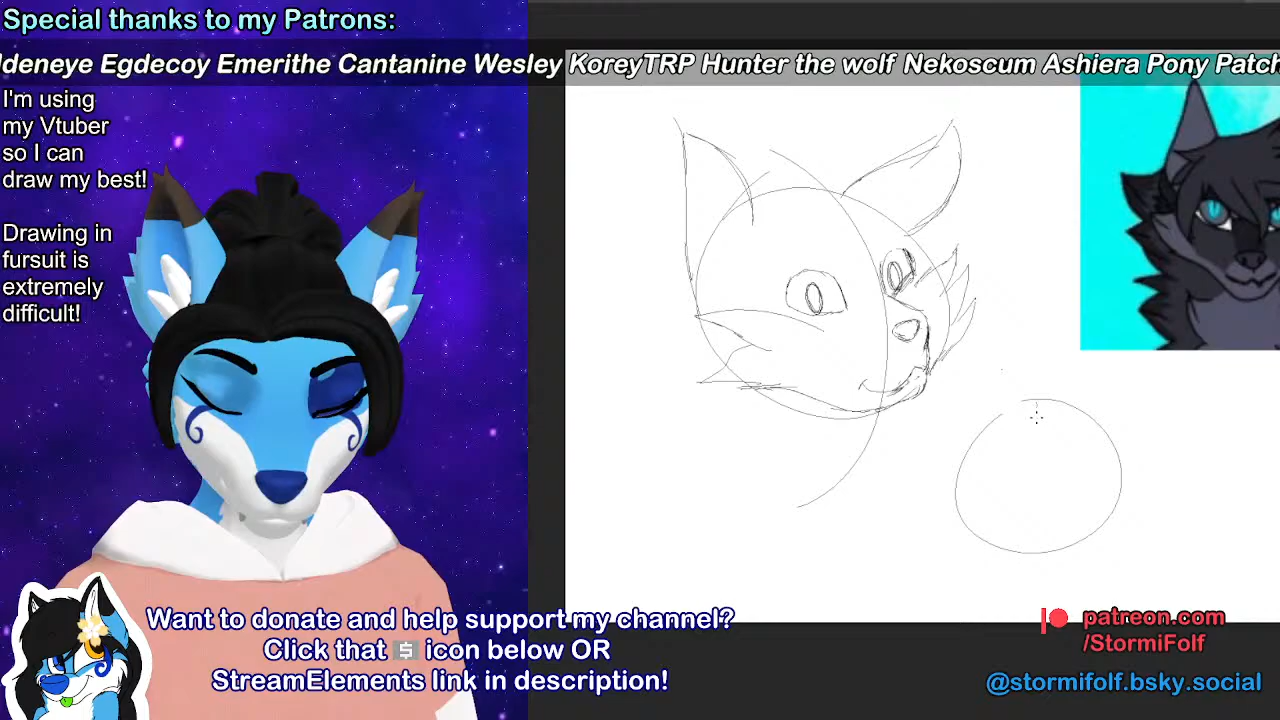 Special thanks to my Patrons:
deneye Egdecoy Emerithe Cantanine Wesley KoreyTRP Hunter the wolf Nekoscum Ashiera Pony Patch
I'm using
my Vtuber
so I can
draw my best!
Drawing in
fursuit is
extremely
difficult!
Want to donate and help support my channel?
Click that $ icon below OR
StreamElements link in description!
patreon.com
/StormiFolf
@stormifolf.bsky.social